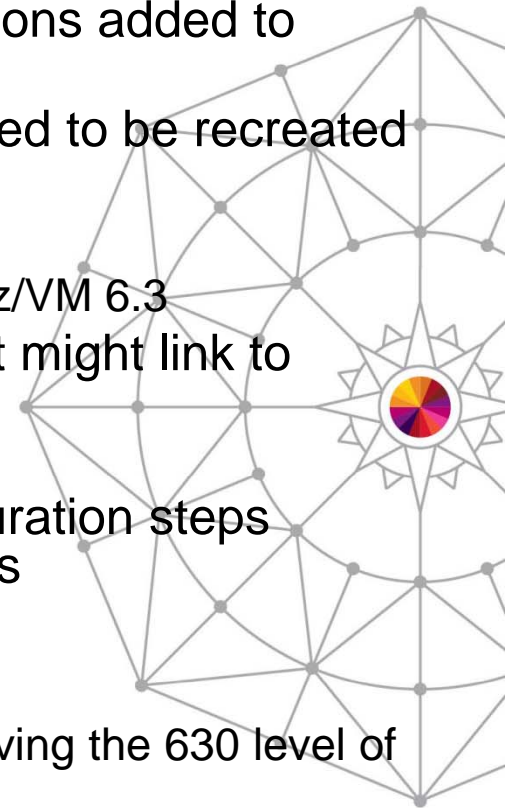 ons added to
ed to be recreated
z/VM 6.3
t might link to
uration steps
s
ving the 630 level of